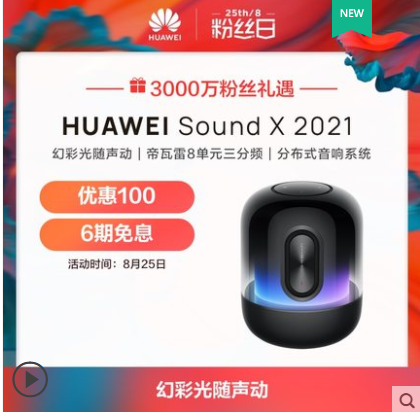 NEW
HUAWEI
25th/8
粉丝日
3000万粉丝礼遇
HUAWEI Sound X 2021
幻彩光随声动 | 帝瓦雷8单元三分频 | 分布式音响系统
优惠100
6期免息
活动时间：8月25日
幻彩光随声动